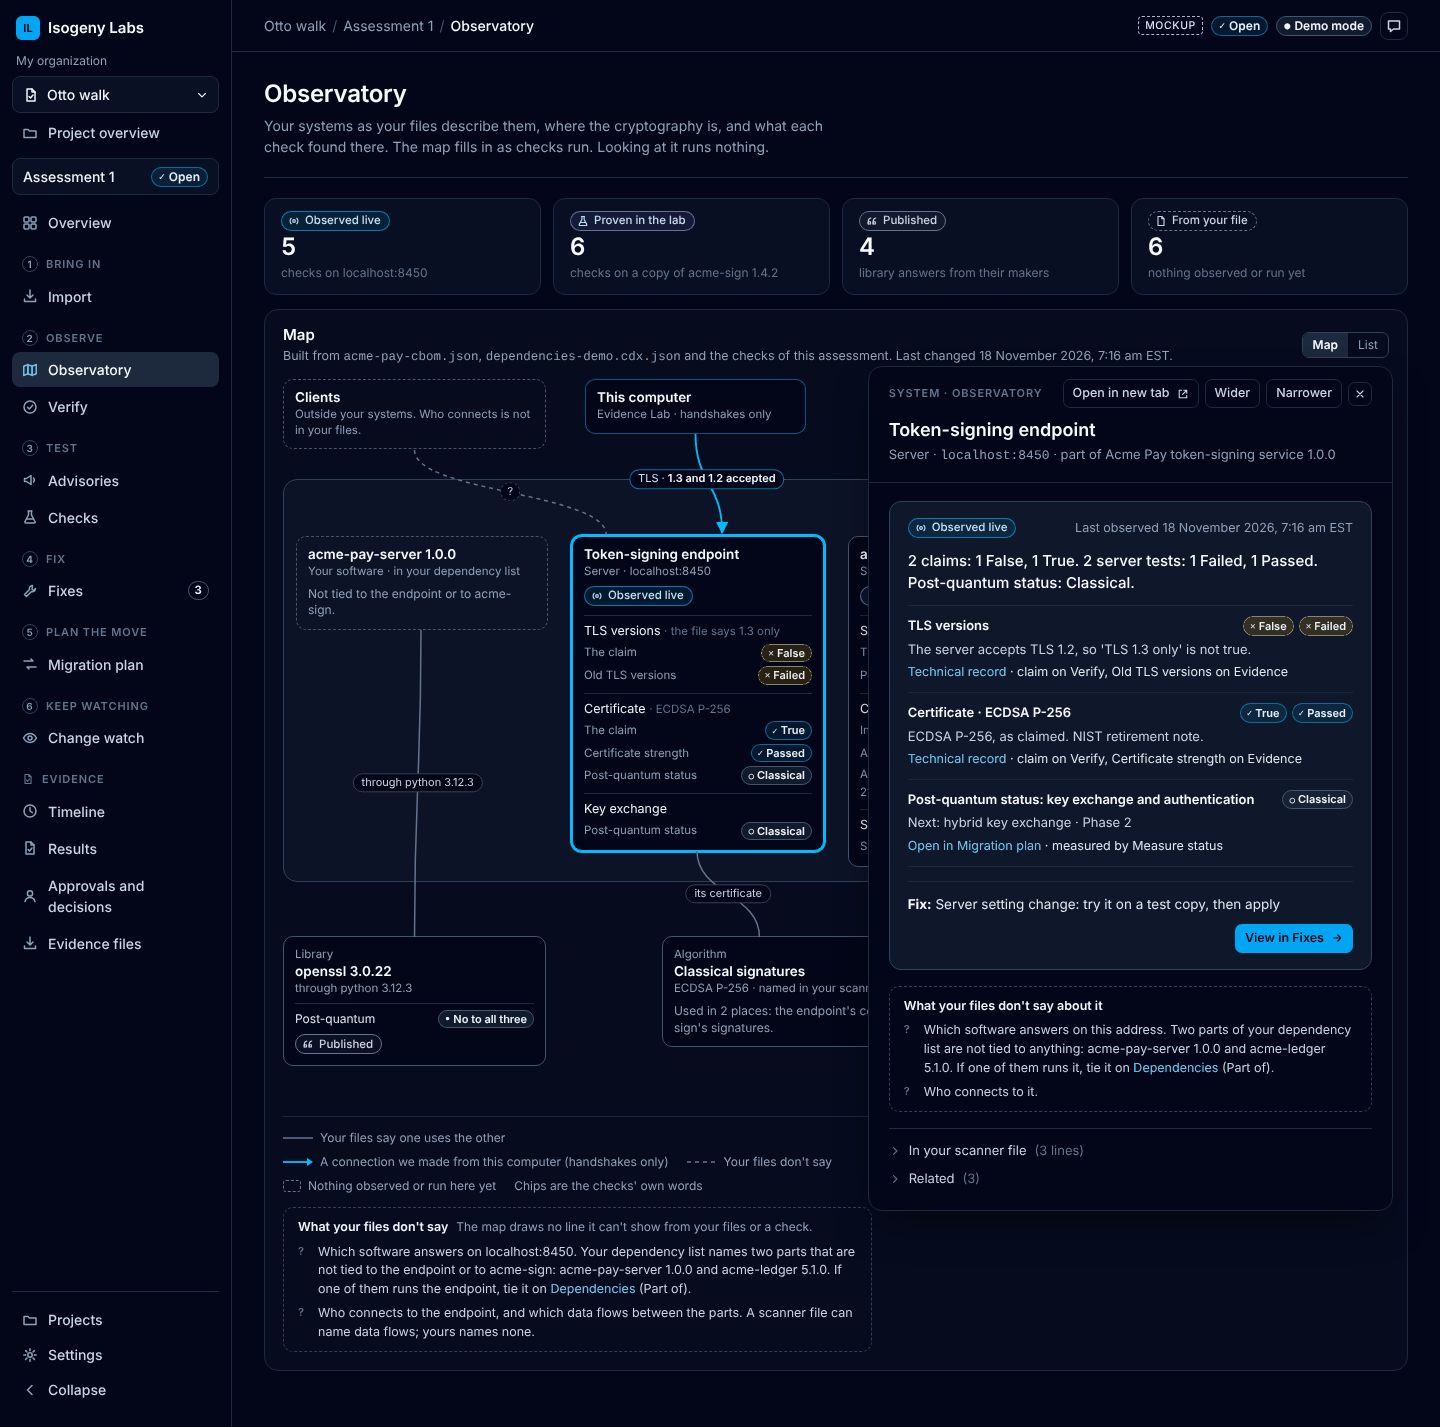 IL
Isogeny Labs
My organization
Otto walk
Project overview
Assessment 1
✓ Open
Overview
1 BRING IN
Import
2 OBSERVE
Observatory
Verify
3 TEST
Advisories
Checks
4 FIX
Fixes
3
5 PLAN THE MOVE
Migration plan
6 KEEP WATCHING
Change watch
EVIDENCE
Timeline
Results
Approvals and
decisions
Evidence files
Projects
Settings
Collapse
Otto walk / Assessment 1 / Observatory
MOCKUP
✓ Open
Demo mode
Observatory
Your systems as your files describe them, where the cryptography is, and what each
check found there. The map fills in as checks run. Looking at it runs nothing.
Observed live
5
checks on localhost:8450
Proven in the lab
6
checks on a copy of acme-sign 1.4.2
Published
4
library answers from their makers
From your file
6
nothing observed or run yet
Map
Built from acme-pay-cbom.json, dependencies-demo.cdx.json and the checks of this assessment. Last changed 18 November 2026, 7:16 am EST.
Map
List
Clients
Outside your systems. Who connects is not
in your files.
This computer
Evidence Lab · handshakes only
TLS · 1.3 and 1.2 accepted
?
acme-pay-server 1.0.0
Your software · in your dependency list
Not tied to the endpoint or to acme-
sign.
through python 3.12.3
Token-signing endpoint
Server · localhost:8450
Observed live
TLS versions · the file says 1.3 only
The claim
× False
Old TLS versions
× Failed
Certificate · ECDSA P-256
The claim
✓ True
Certificate strength
✓ Passed
Post-quantum status
○ Classical
Key exchange
Post-quantum status
○ Classical
its certificate
Library
openssl 3.0.22
through python 3.12.3
Post-quantum
• No to all three
Published
Algorithm
Classical signatures
ECDSA P-256 · named in your scann
Used in 2 places: the endpoint's ce
sign's signatures.
Your files say one uses the other
A connection we made from this computer (handshakes only)
Your files don't say
Nothing observed or run here yet
Chips are the checks' own words
What your files don't say The map draws no line it can't show from your files or a check.
? Which software answers on localhost:8450. Your dependency list names two parts that are
not tied to the endpoint or to acme-sign: acme-pay-server 1.0.0 and acme-ledger 5.1.0. If
one of them runs the endpoint, tie it on Dependencies (Part of).
? Who connects to the endpoint, and which data flows between the parts. A scanner file can
name data flows; yours names none.
SYSTEM · OBSERVATORY
Open in new tab
Wider
Narrower
×
Token-signing endpoint
Server · localhost:8450 · part of Acme Pay token-signing service 1.0.0
Observed live
Last observed 18 November 2026, 7:16 am EST
2 claims: 1 False, 1 True. 2 server tests: 1 Failed, 1 Passed.
Post-quantum status: Classical.
TLS versions
× False
× Failed
The server accepts TLS 1.2, so 'TLS 1.3 only' is not true.
Technical record · claim on Verify, Old TLS versions on Evidence
Certificate · ECDSA P-256
✓ True
✓ Passed
ECDSA P-256, as claimed. NIST retirement note.
Technical record · claim on Verify, Certificate strength on Evidence
Post-quantum status: key exchange and authentication
○ Classical
Next: hybrid key exchange · Phase 2
Open in Migration plan · measured by Measure status
Fix: Server setting change: try it on a test copy, then apply
View in Fixes →
What your files don't say about it
? Which software answers on this address. Two parts of your dependency
list are not tied to anything: acme-pay-server 1.0.0 and acme-ledger
5.1.0. If one of them runs it, tie it on Dependencies (Part of).
? Who connects to it.
In your scanner file (3 lines)
Related (3)